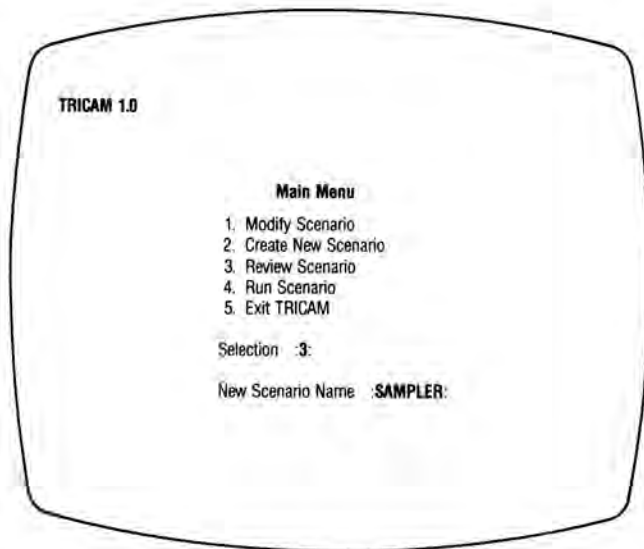 TRICAM 1.0
Main Menu
1. Modify Scenario
2. Create New Scenario
3. Review Scenario
4. Run Scenario
5. Exit TRICAM
Selection :3:
New Scenario Name :SAMPLER: